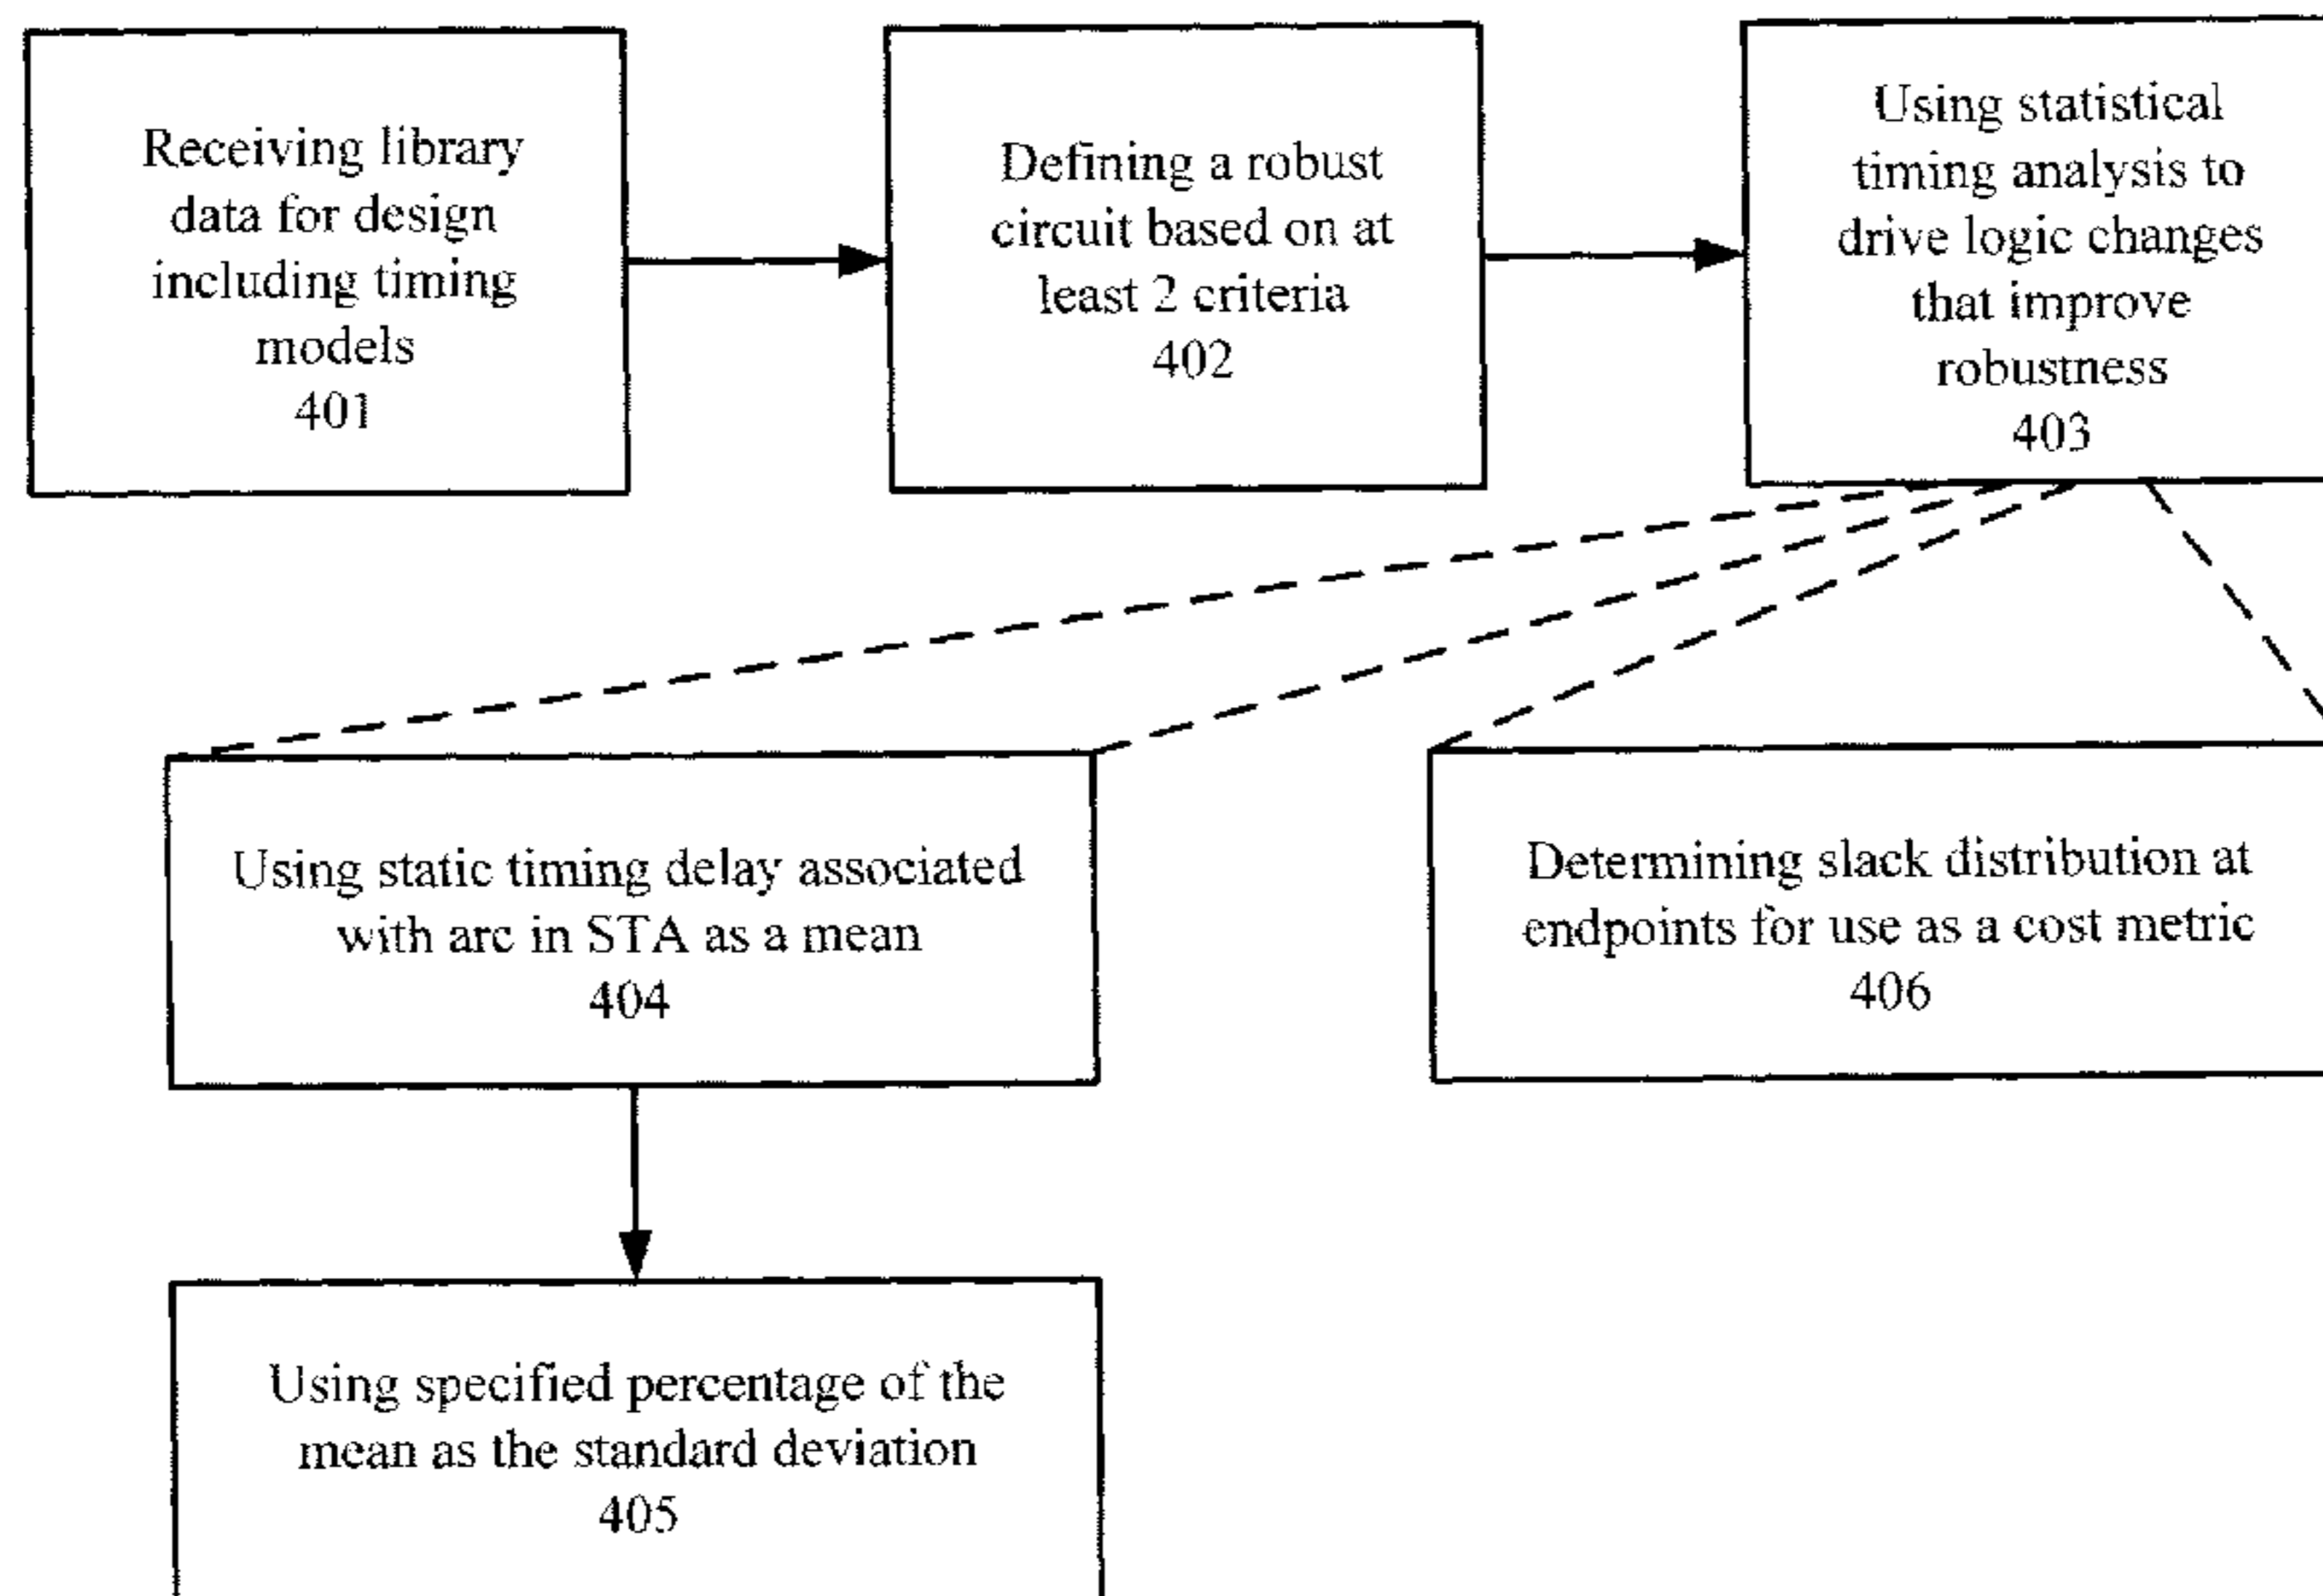 Receiving library
data for design
including timing
models
401
Defining a robust
circuit based on at
least 2 criteria
402
Using statistical
timing analysis to
drive logic changes
that improve
robustness
403
Using static timing delay associated
with arc in STA as a mean
404
Determining slack distribution at
endpoints for use as a cost metric
406
Using specified percentage of the
mean as the standard deviation
405